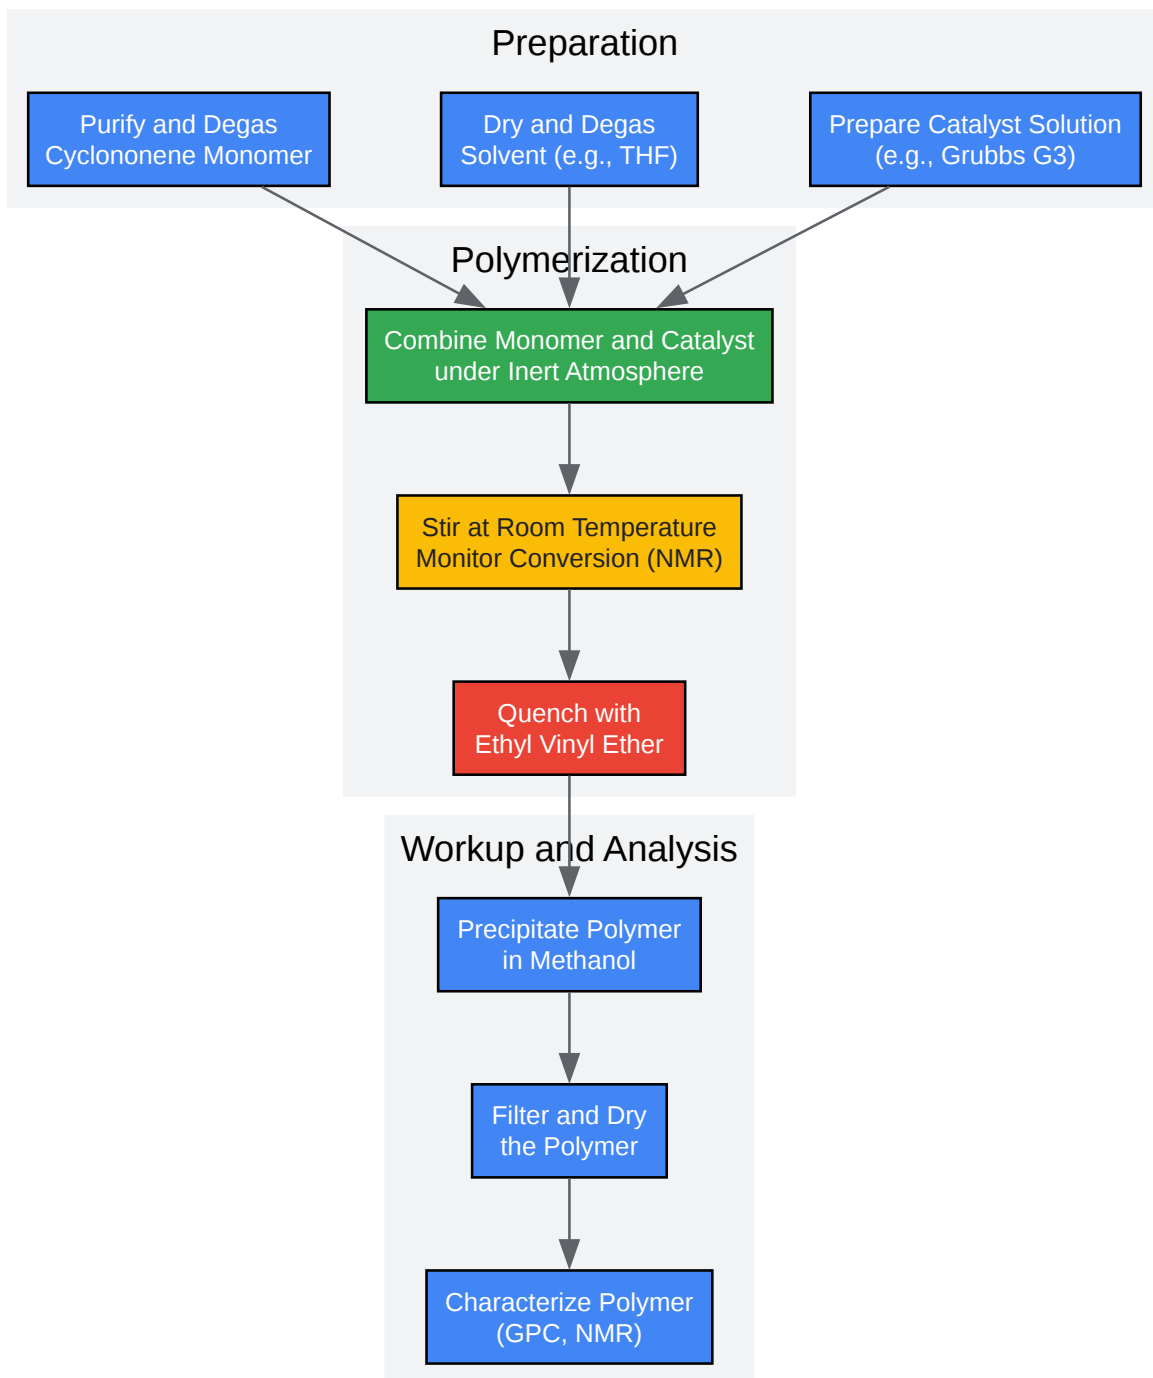 Preparation
Purify and Degas
Cyclononene Monomer
Dry and Degas
Solvent (e.g., THF)
Prepare Catalyst Solution
(e.g., Grubbs G3)
Polymerization
Combine Monomer and Catalyst
under Inert Atmosphere
Stir at Room Temperature
Monitor Conversion (NMR)
Quench with
Ethyl Vinyl Ether
Workup and Analysis
Precipitate Polymer
in Methanol
Filter and Dry
the Polymer
Characterize Polymer
(GPC, NMR)